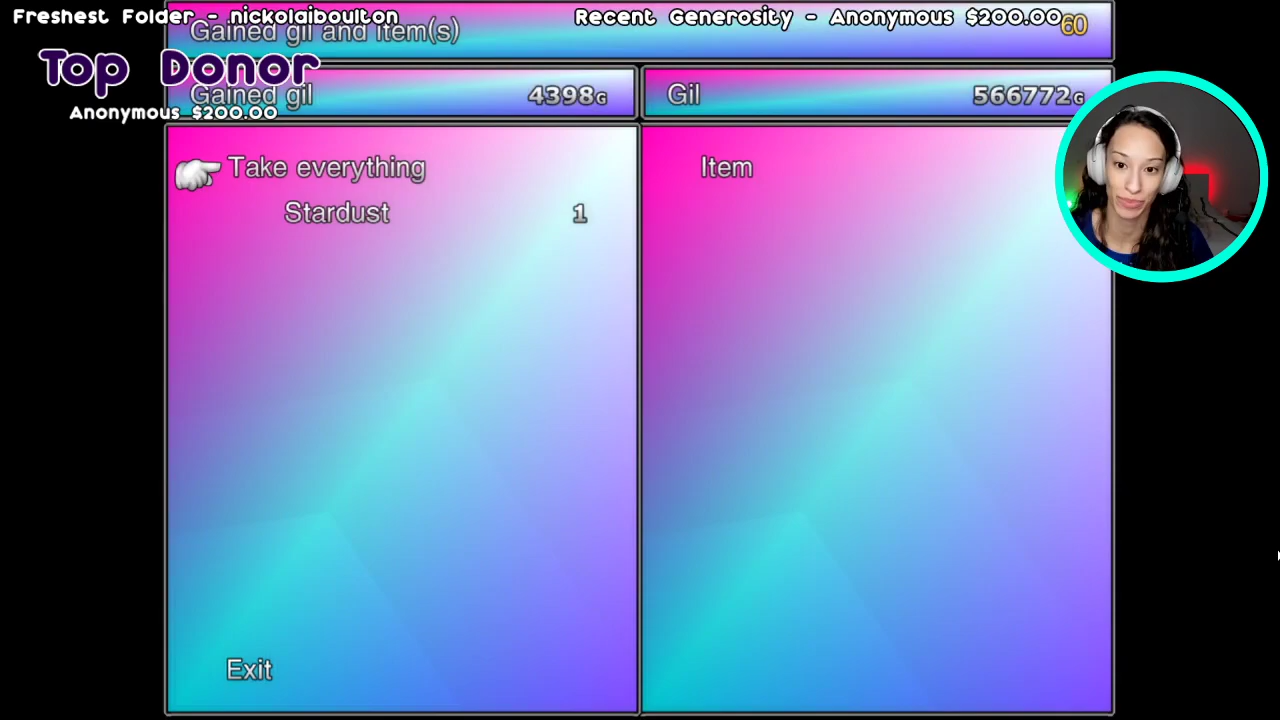 Freshest Folder - nickolaiboulton
Recent Generosity - Anonymous $200.00
Gained gil and item(s)
60
Top Donor
Anonymous $200.00
Gained gil 4398G
Gil 566772G
Take everything
Stardust 1
Exit
Item